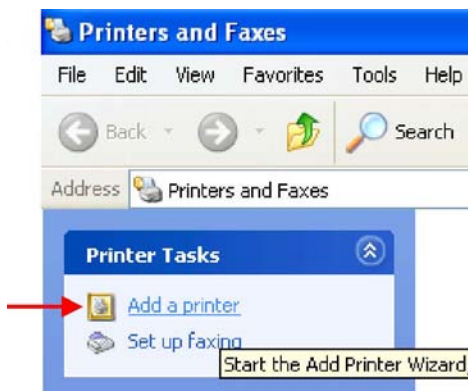 Printers and Faxes
File Edit View Favorites Tools Help
Back Search
Address Printers and Faxes
Printer Tasks
Add a printer
Set up faxing
Start the Add Printer Wizard